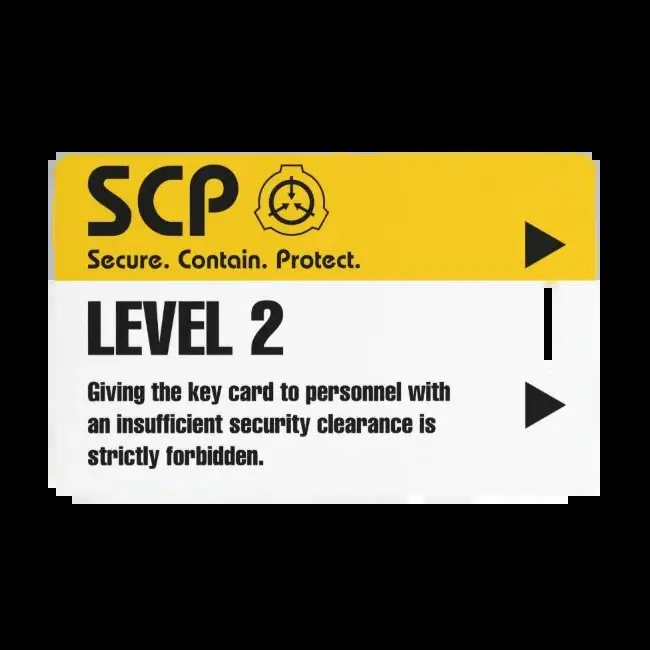 SCP
Secure. Contain. Protect.
LEVEL 2
Giving the key card to personnel with
an insufficient security clearance is
strictly forbidden.